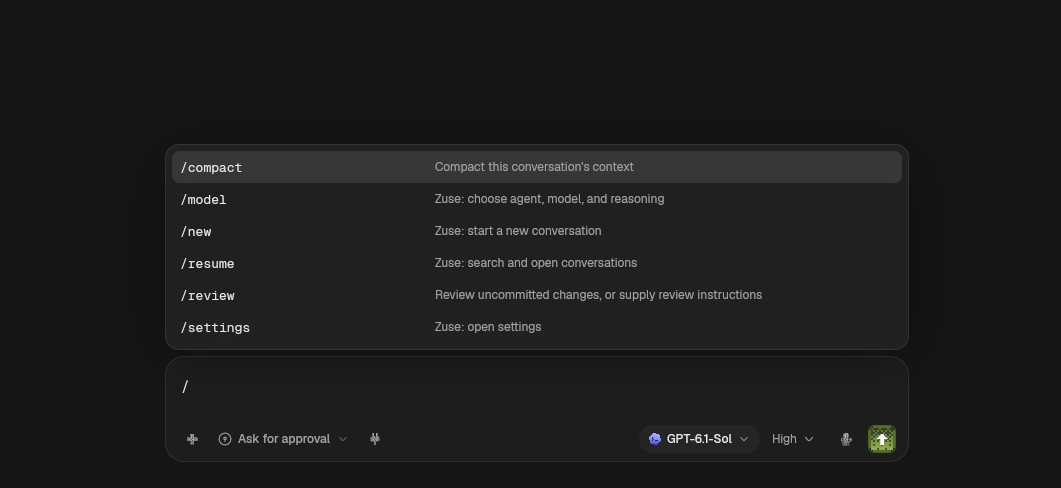 /compact Compact this conversation's context
/model Zuse: choose agent, model, and reasoning
/new Zuse: start a new conversation
/resume Zuse: search and open conversations
/review Review uncommitted changes, or supply review instructions
/settings Zuse: open settings
/
Ask for approval GPT-6.1-Sol High